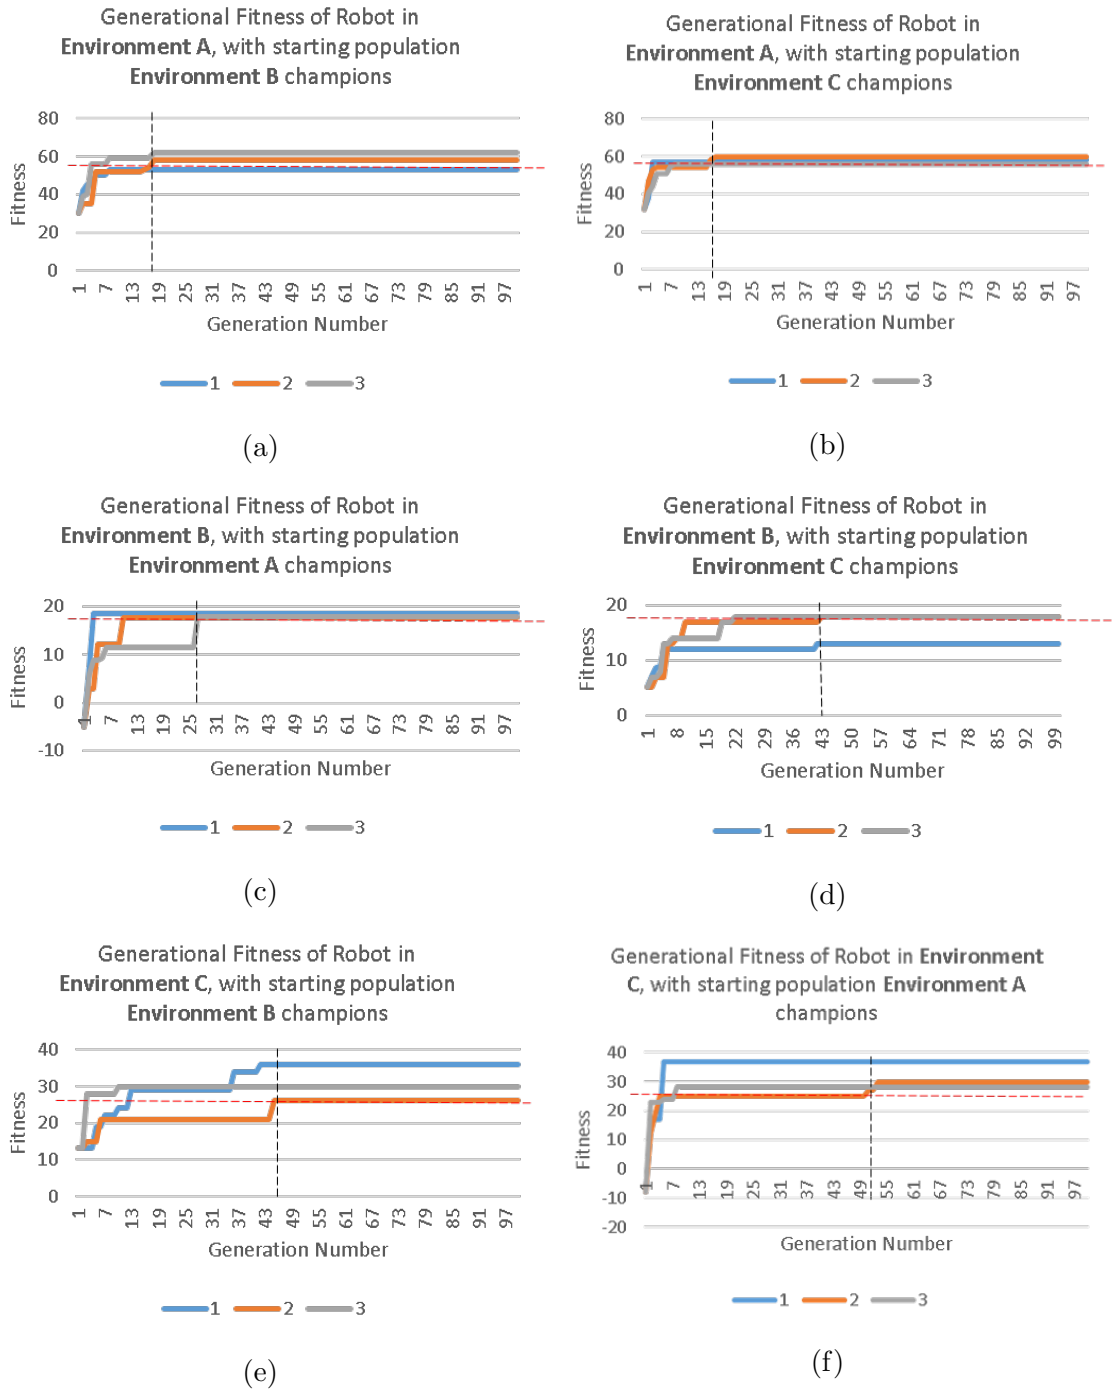 Generational Fitness of Robot in
Environment A, with starting population
Environment B champions
80
60
40
20
0
Fitness
1 7 13 19 25 31 37 43 49 55 61 67 73 79 85 91 97
Generation Number
1 2 3
(a)
Generational Fitness of Robot in
Environment A, with starting population
Environment C champions
80
60
40
20
0
Fitness
1 7 13 19 25 31 37 43 49 55 61 67 73 79 85 91 97
Generation Number
1 2 3
(b)
Generational Fitness of Robot in
Environment B, with starting population
Environment A champions
20
10
0
-10
Fitness
1 7 13 19 25 31 37 43 49 55 61 67 73 79 85 91 97
Generation Number
1 2 3
(c)
Generational Fitness of Robot in
Environment B, with starting population
Environment C champions
20
10
0
Fitness
1 8 15 22 29 36 43 50 57 64 71 78 85 92 99
Generation Number
1 2 3
(d)
Generational Fitness of Robot in
Environment C, with starting population
Environment B champions
40
30
20
10
0
Fitness
1 7 13 19 25 31 37 43 49 55 61 67 73 79 85 91 97
Generation Number
1 2 3
(e)
Generational Fitness of Robot in Environment
C, with starting population Environment A
champions
40
30
20
10
0
-10
-20
Fitness
1 7 13 19 25 31 37 43 49 55 61 67 73 79 85 91 97
Generation Number
1 2 3
(f)